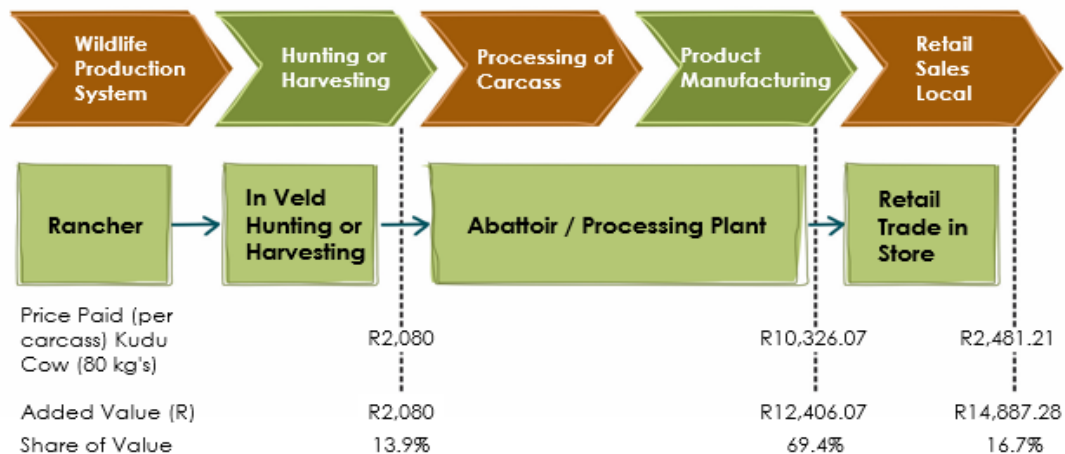 Wildlife
Production
System
Hunting or
Harvesting
Processing of
Carcass
Product
Manufacturing
Retail
Sales
Local
Rancher
In Veld
Hunting or
Harvesting
Abattoir / Processing Plant
Retail
Trade in
Store
Price Paid (per
carcass) Kudu
Cow (80 kg's)
R2,080 R10,326.07 R2,481.21
Added Value (R) R2,080 R12,406.07 R14,887.28
Share of Value 13.9% 69.4% 16.7%